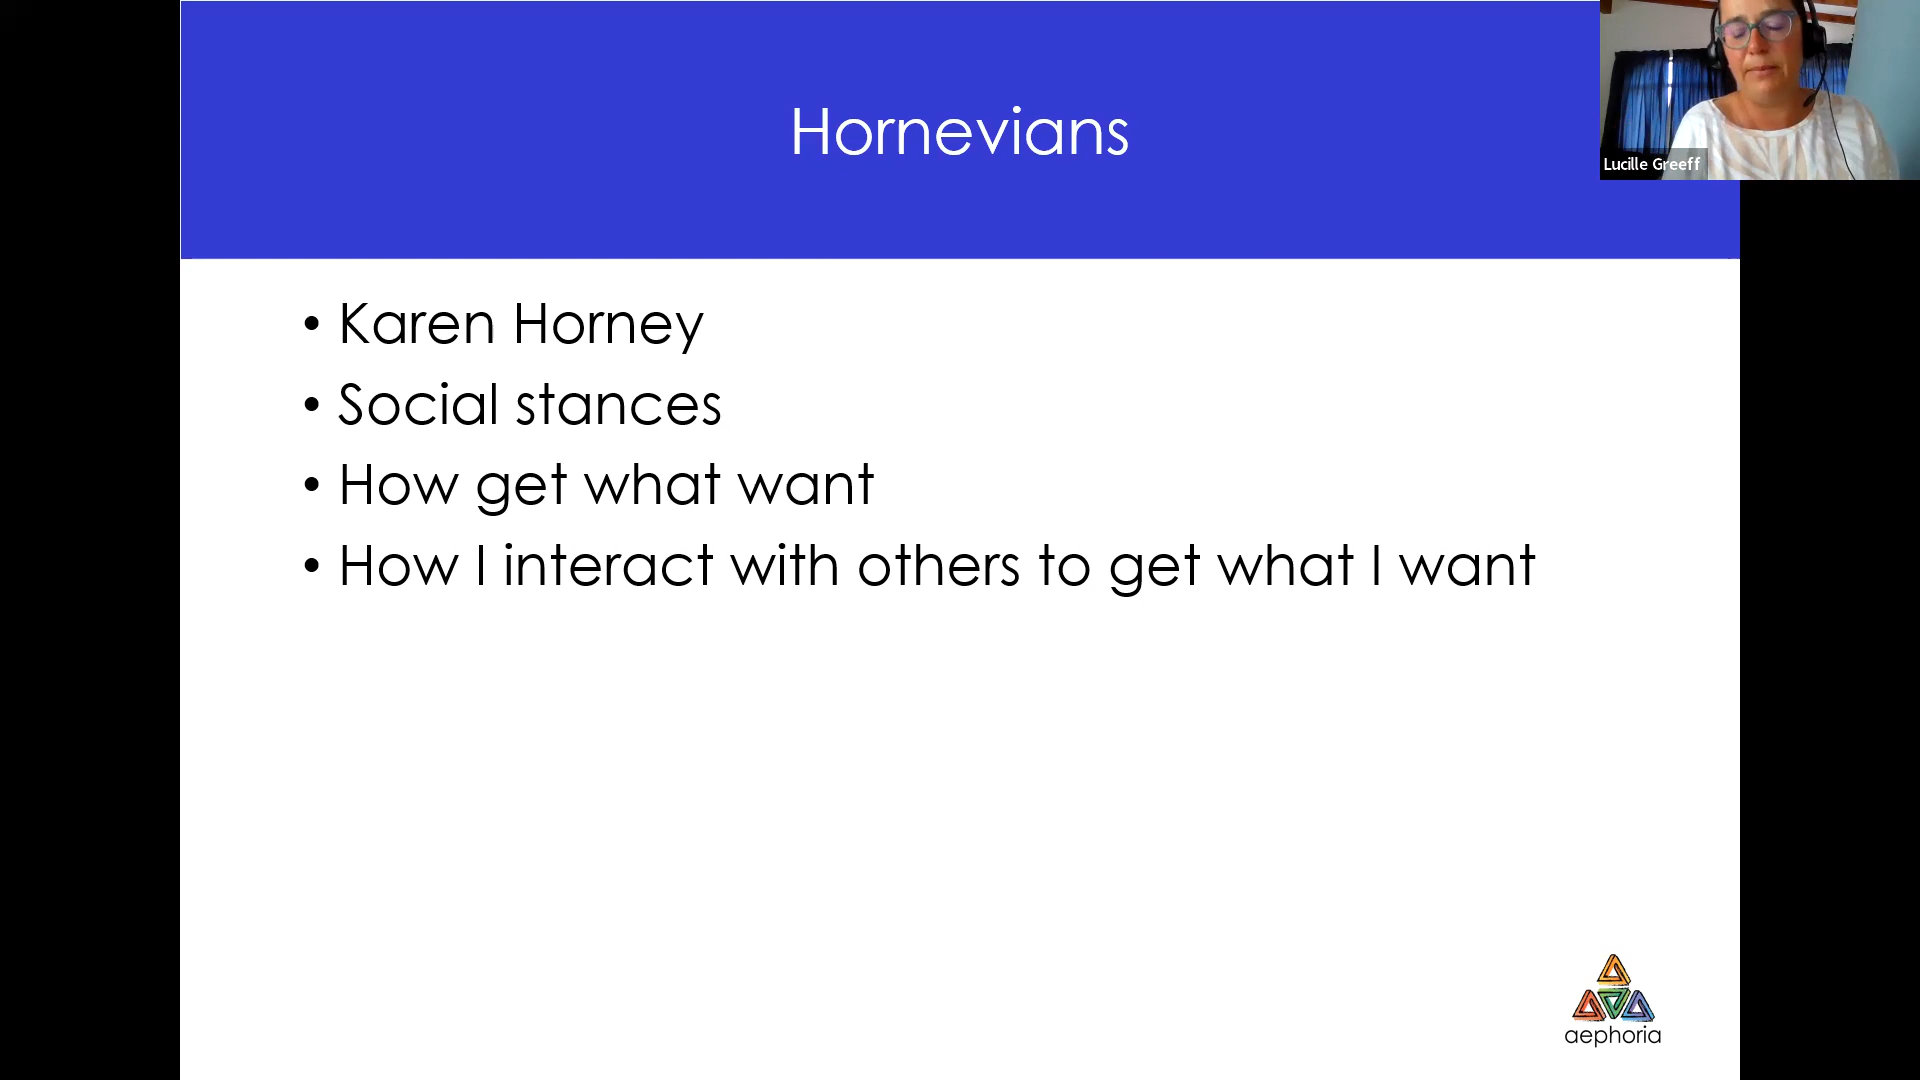 Hornevians
Lucille Greeff
• Karen Horney
• Social stances
• How get what want
• How I interact with others to get what I want
aephoria